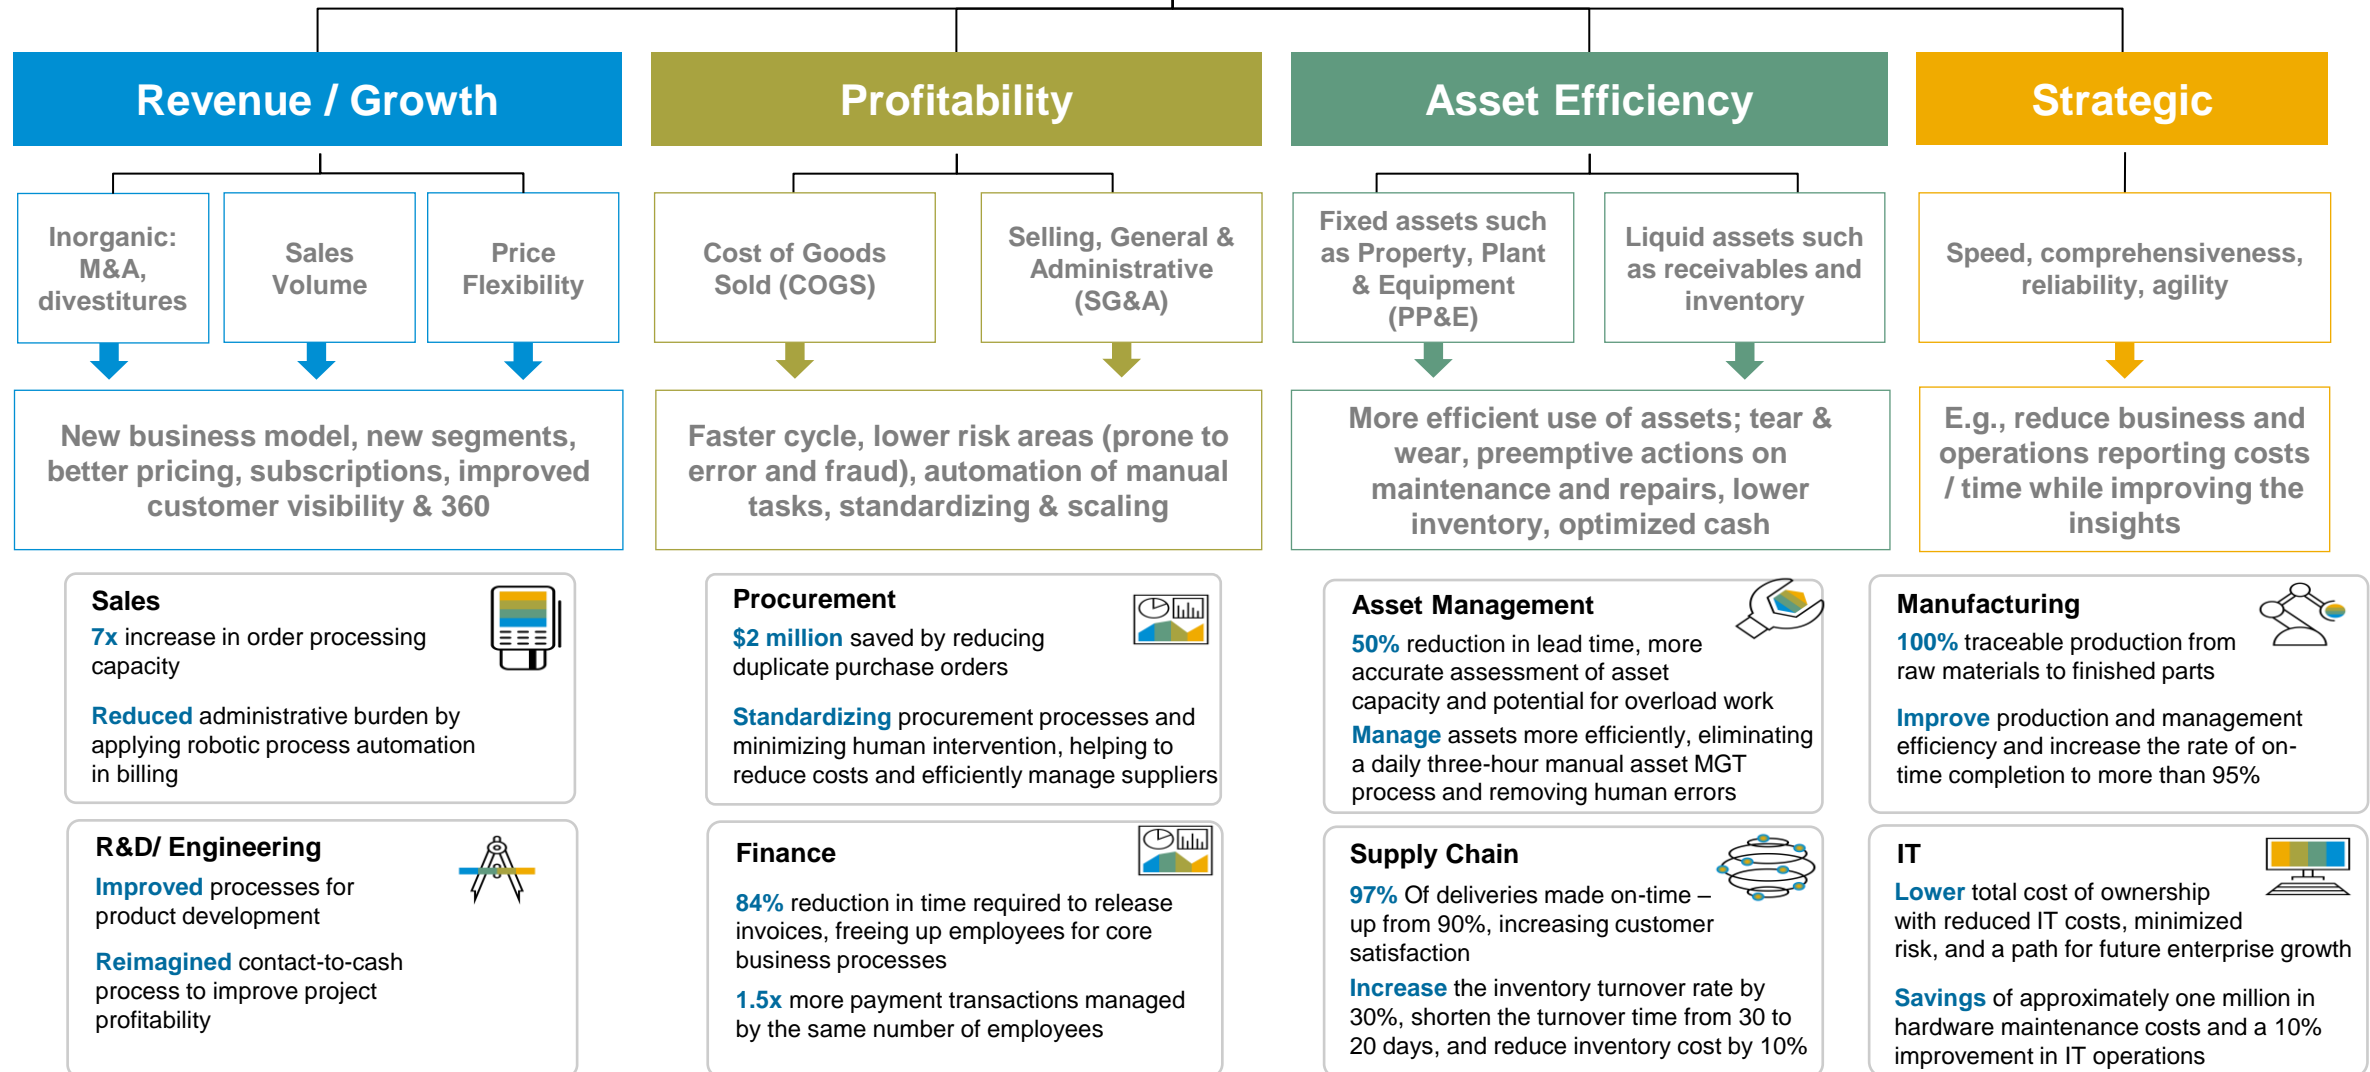 Revenue / Growth
Profitability
Asset Efficiency
Strategic
Inorganic:
M&A,
divestitures
Sales
Volume
Price
Flexibility
Cost of Goods
Sold (COGS)
Selling, General &
Administrative
(SG&A)
Fixed assets such
as Property, Plant
& Equipment
(PP&E)
Liquid assets such
as receivables and
inventory
Speed, comprehensiveness,
reliability, agility
New business model, new segments,
better pricing, subscriptions, improved
customer visibility & 360
Faster cycle, lower risk areas (prone to
error and fraud), automation of manual
tasks, standardizing & scaling
More efficient use of assets; tear &
wear, preemptive actions on
maintenance and repairs, lower
inventory, optimized cash
E.g., reduce business and
operations reporting costs
/ time while improving the
insights
Sales
7x increase in order processing
capacity
Reduced administrative burden by
applying robotic process automation
in billing
Procurement
$2 million saved by reducing
duplicate purchase orders
Standardizing procurement processes and
minimizing human intervention, helping to
reduce costs and efficiently manage suppliers
Asset Management
50% reduction in lead time, more
accurate assessment of asset
capacity and potential for overload work
Manage assets more efficiently, eliminating
a daily three-hour manual asset MGT
process and removing human errors
Manufacturing
100% traceable production from
raw materials to finished parts
Improve production and management
efficiency and increase the rate of on-
time completion to more than 95%
R&D/ Engineering
Improved processes for
product development
Reimagined contact-to-cash
process to improve project
profitability
Finance
84% reduction in time required to release
invoices, freeing up employees for core
business processes
1.5x more payment transactions managed
by the same number of employees
Supply Chain
97% Of deliveries made on-time –
up from 90%, increasing customer
satisfaction
Increase the inventory turnover rate by
30%, shorten the turnover time from 30 to
20 days, and reduce inventory cost by 10%
IT
Lower total cost of ownership
with reduced IT costs, minimized
risk, and a path for future enterprise growth
Savings of approximately one million in
hardware maintenance costs and a 10%
improvement in IT operations